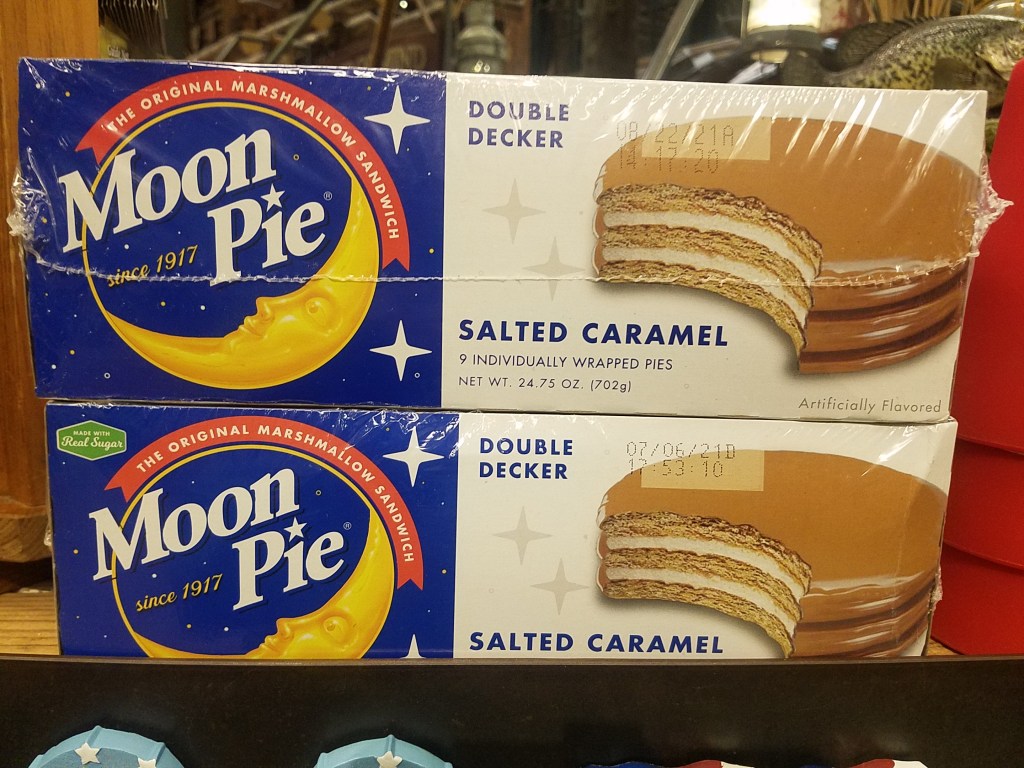 THE ORIGINAL MARSHMALLOW SANDWICH
Moon
Pie®
since 1917
DOUBLE
DECKER
08/22/21A
17:20
SALTED CARAMEL
9 INDIVIDUALLY WRAPPED PIES
NET WT. 24.75 OZ. (702g)
Artificially Flavored
MADE WITH
Real Sugar
THE ORIGINAL MARSHMALLOW SANDWICH
Moon
Pie®
since 1917
DOUBLE
DECKER
07/06/21D
17:53:10
SALTED CARAMEL